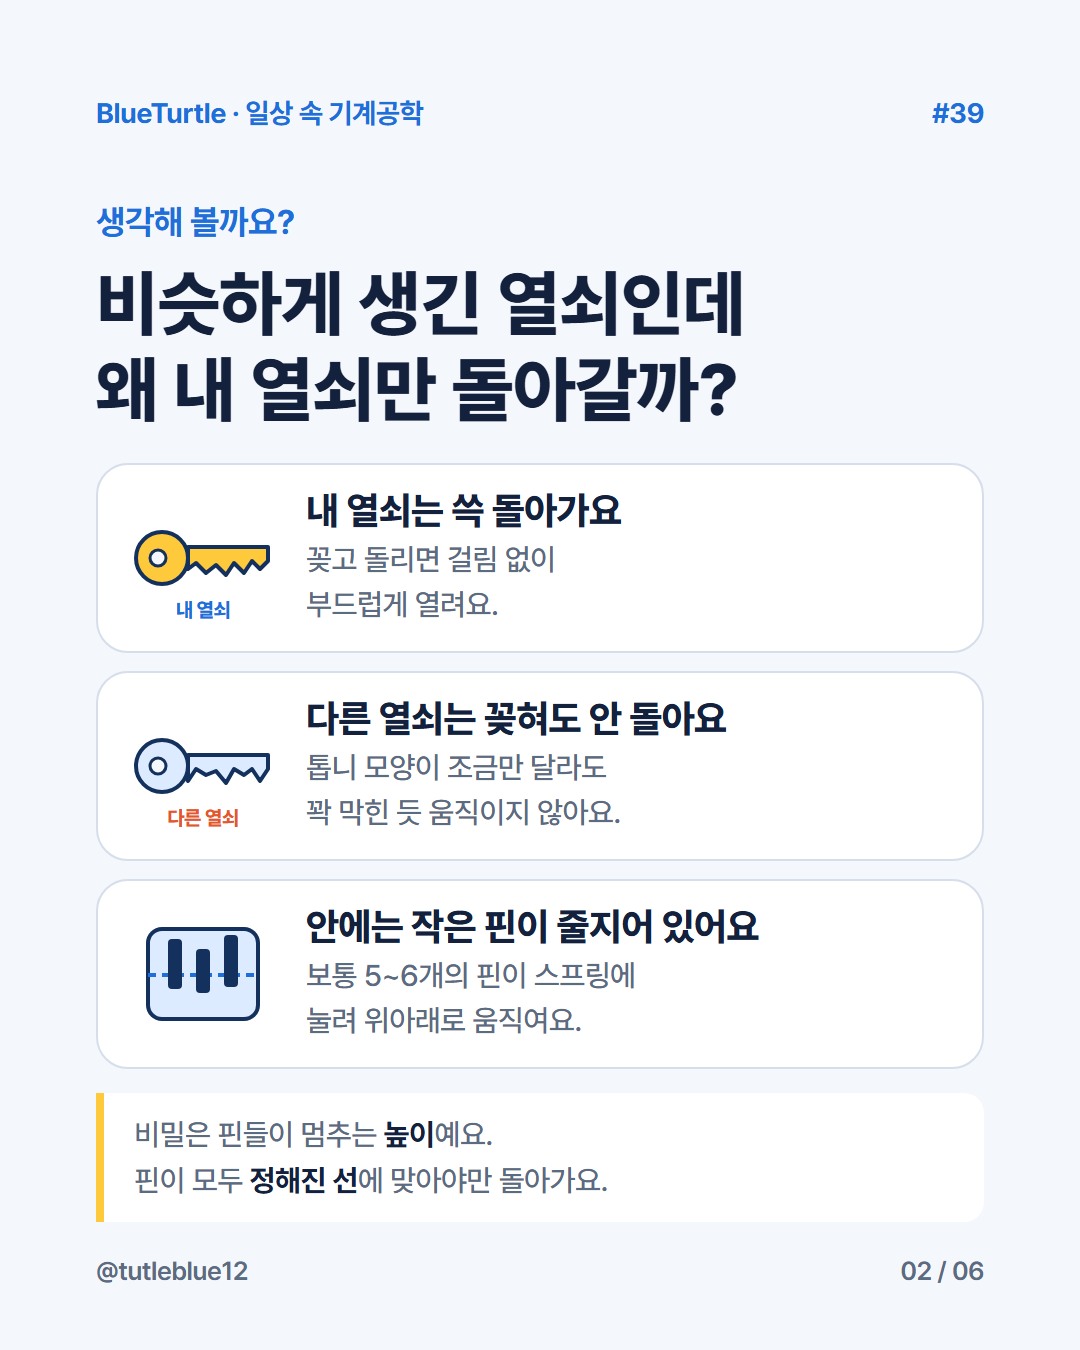 BlueTurtle · 일상 속 기계공학
#39
생각해 볼까요?
비슷하게 생긴 열쇠인데
왜 내 열쇠만 돌아갈까?
내 열쇠는 쓱 돌아가요
꽂고 돌리면 걸림 없이
부드럽게 열려요.
내 열쇠
다른 열쇠는 꽂혀도 안 돌아요
톱니 모양이 조금만 달라도
꽉 막힌 듯 움직이지 않아요.
다른 열쇠
안에는 작은 핀이 줄지어 있어요
보통 5~6개의 핀이 스프링에
눌려 위아래로 움직여요.
비밀은 핀들이 멈추는 높이예요.
핀이 모두 정해진 선에 맞아야만 돌아가요.
@tutleblue12
02 / 06